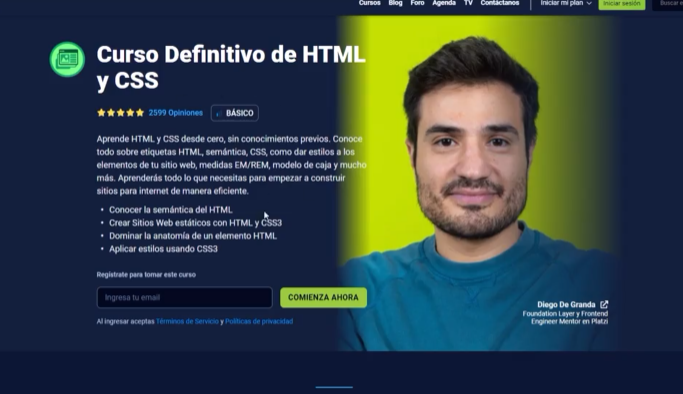 Cursos Blog Foro Agenda TV Contáctanos Iniciar mi plan Iniciar sesión Buscar
Curso Definitivo de HTML
y CSS
2599 Opiniones BÁSICO
Aprende HTML y CSS desde cero, sin conocimientos previos. Conoce
todo sobre etiquetas HTML, semántica, CSS, como dar estilos a los
elementos de tu sitio web, medidas EM/REM, modelo de caja y mucho
más. Aprenderás todo lo que necesitas para empezar a construir
sitios para internet de manera eficiente.
• Conocer la semántica del HTML
• Crear Sitios Web estáticos con HTML y CSS3
• Dominar la anatomía de un elemento HTML
• Aplicar estilos usando CSS3
Regístrate para tomar este curso
Ingresa tu email COMIENZA AHORA
Al ingresar aceptas Términos de Servicio y Políticas de privacidad
Diego De Granda
Foundation Layer y Frontend
Engineer Mentor en Platzi